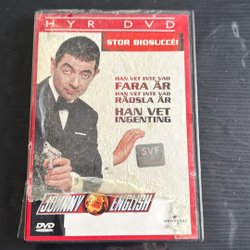 HYR DVD
STOR BIOSUCCÉ!
HAN VET INTE VAD
FARA ÄR
HAN VET INTE VAD
RÄDSLA ÄR
HAN VET
INGENTING
SVF
JOHNNY ENGLISH
DVD
UNIVERSAL